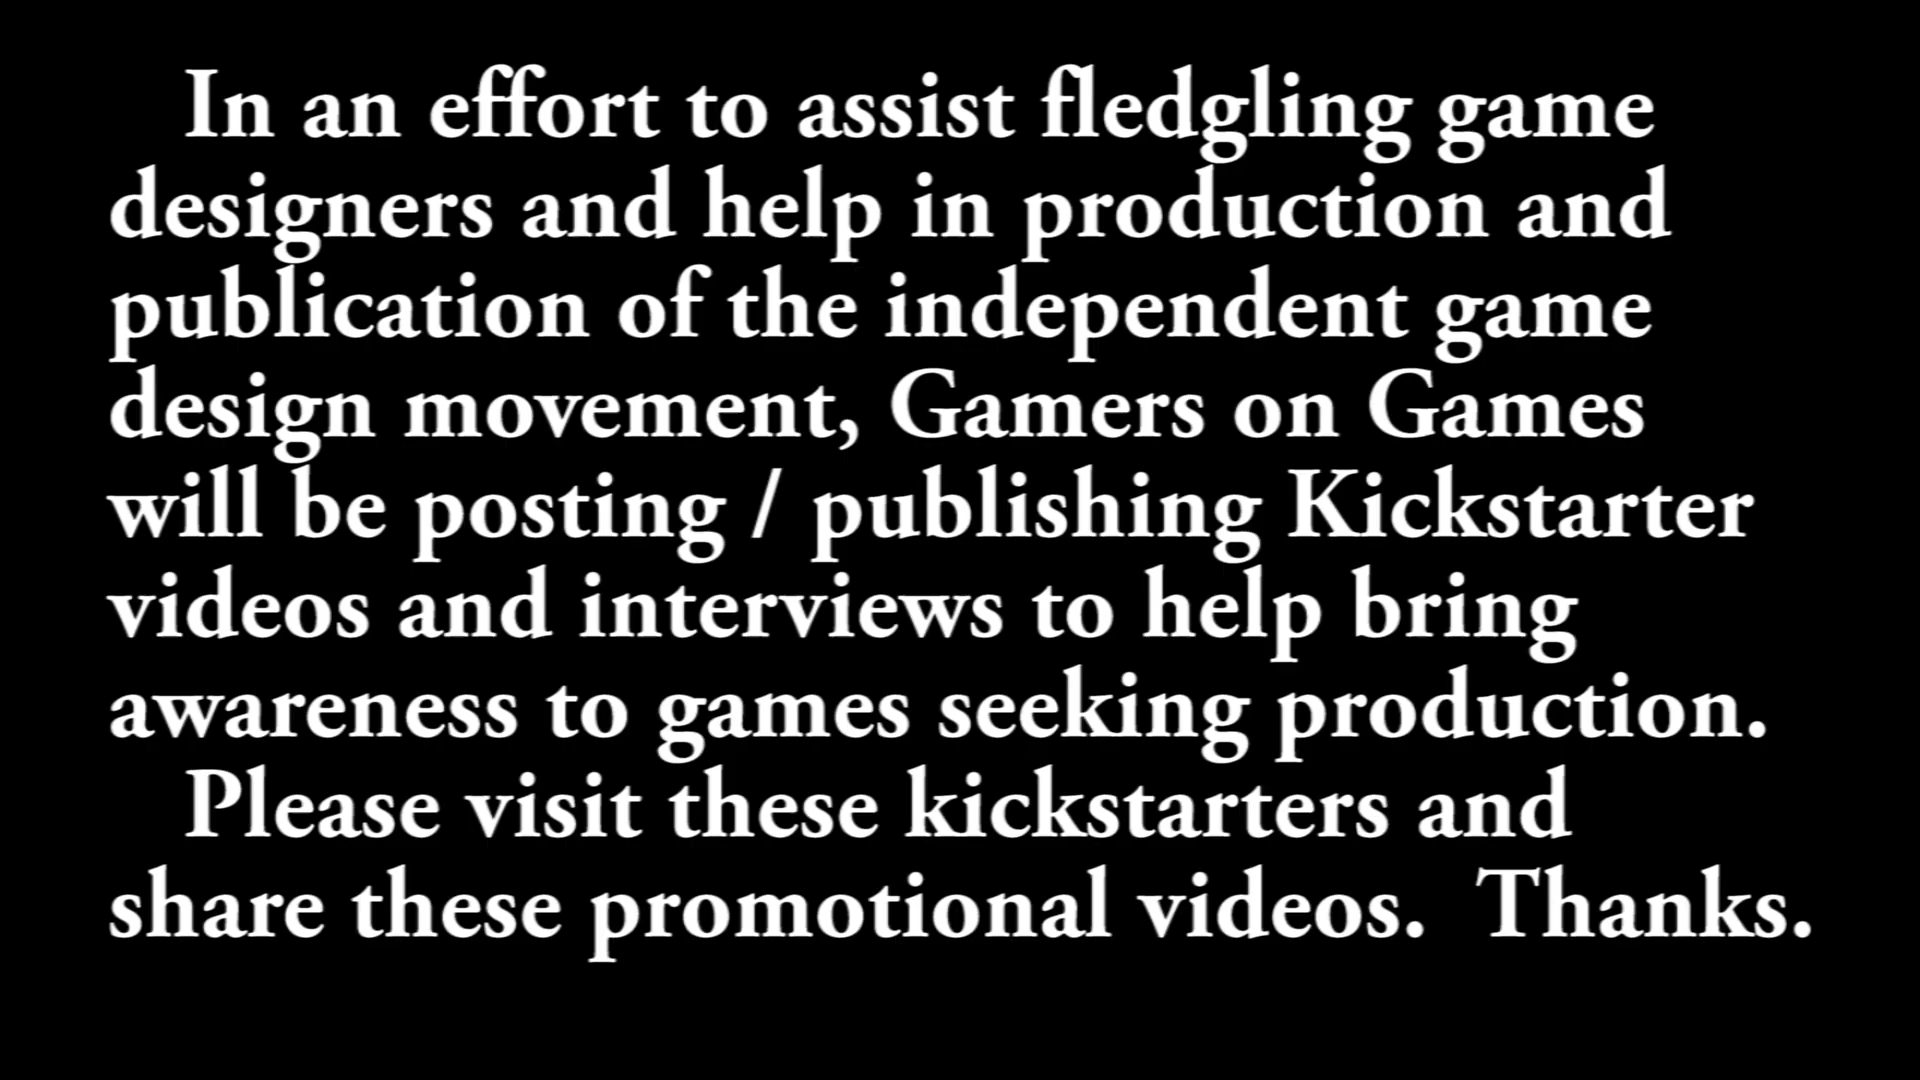 In an effort to assist fledgling game
designers and help in production and
publication of the independent game
design movement, Gamers on Games
will be posting / publishing Kickstarter
videos and interviews to help bring
awareness to games seeking production.
Please visit these kickstarters and
share these promotional videos.  Thanks.